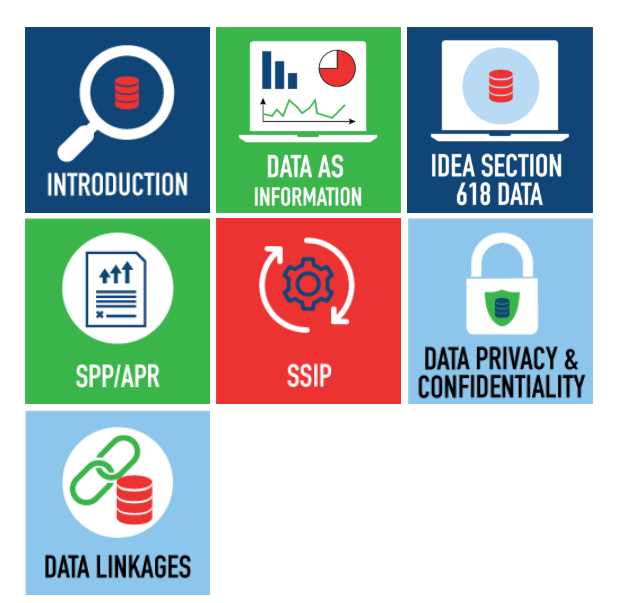 INTRODUCTION
DATA AS
INFORMATION
IDEA SECTION
618 DATA
SPP/APR
SSIP
DATA PRIVACY &
CONFIDENTIALITY
DATA LINKAGES